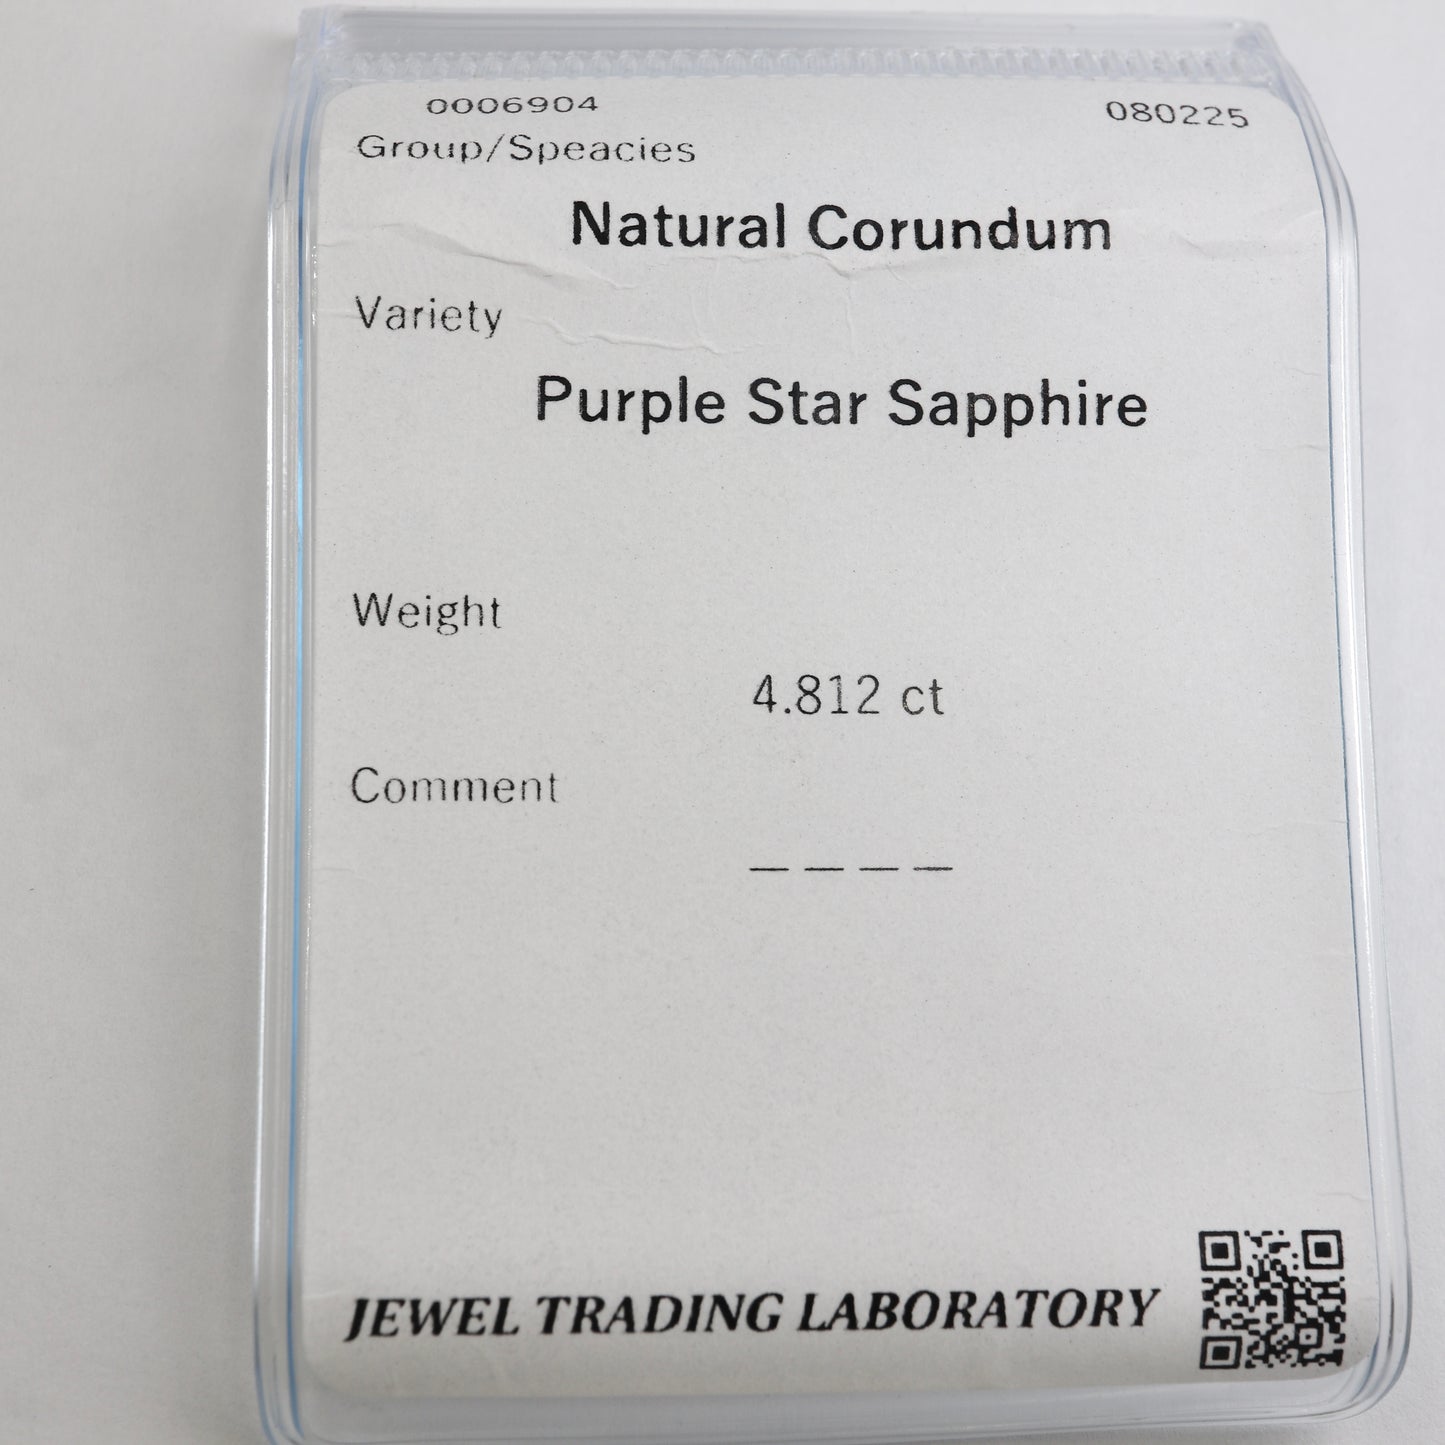 0006904 080225
Group/Speacies
Natural Corundum
Variety
Purple Star Sapphire
Weight
4.812 ct
Comment
————
JEWEL TRADING LABORATORY